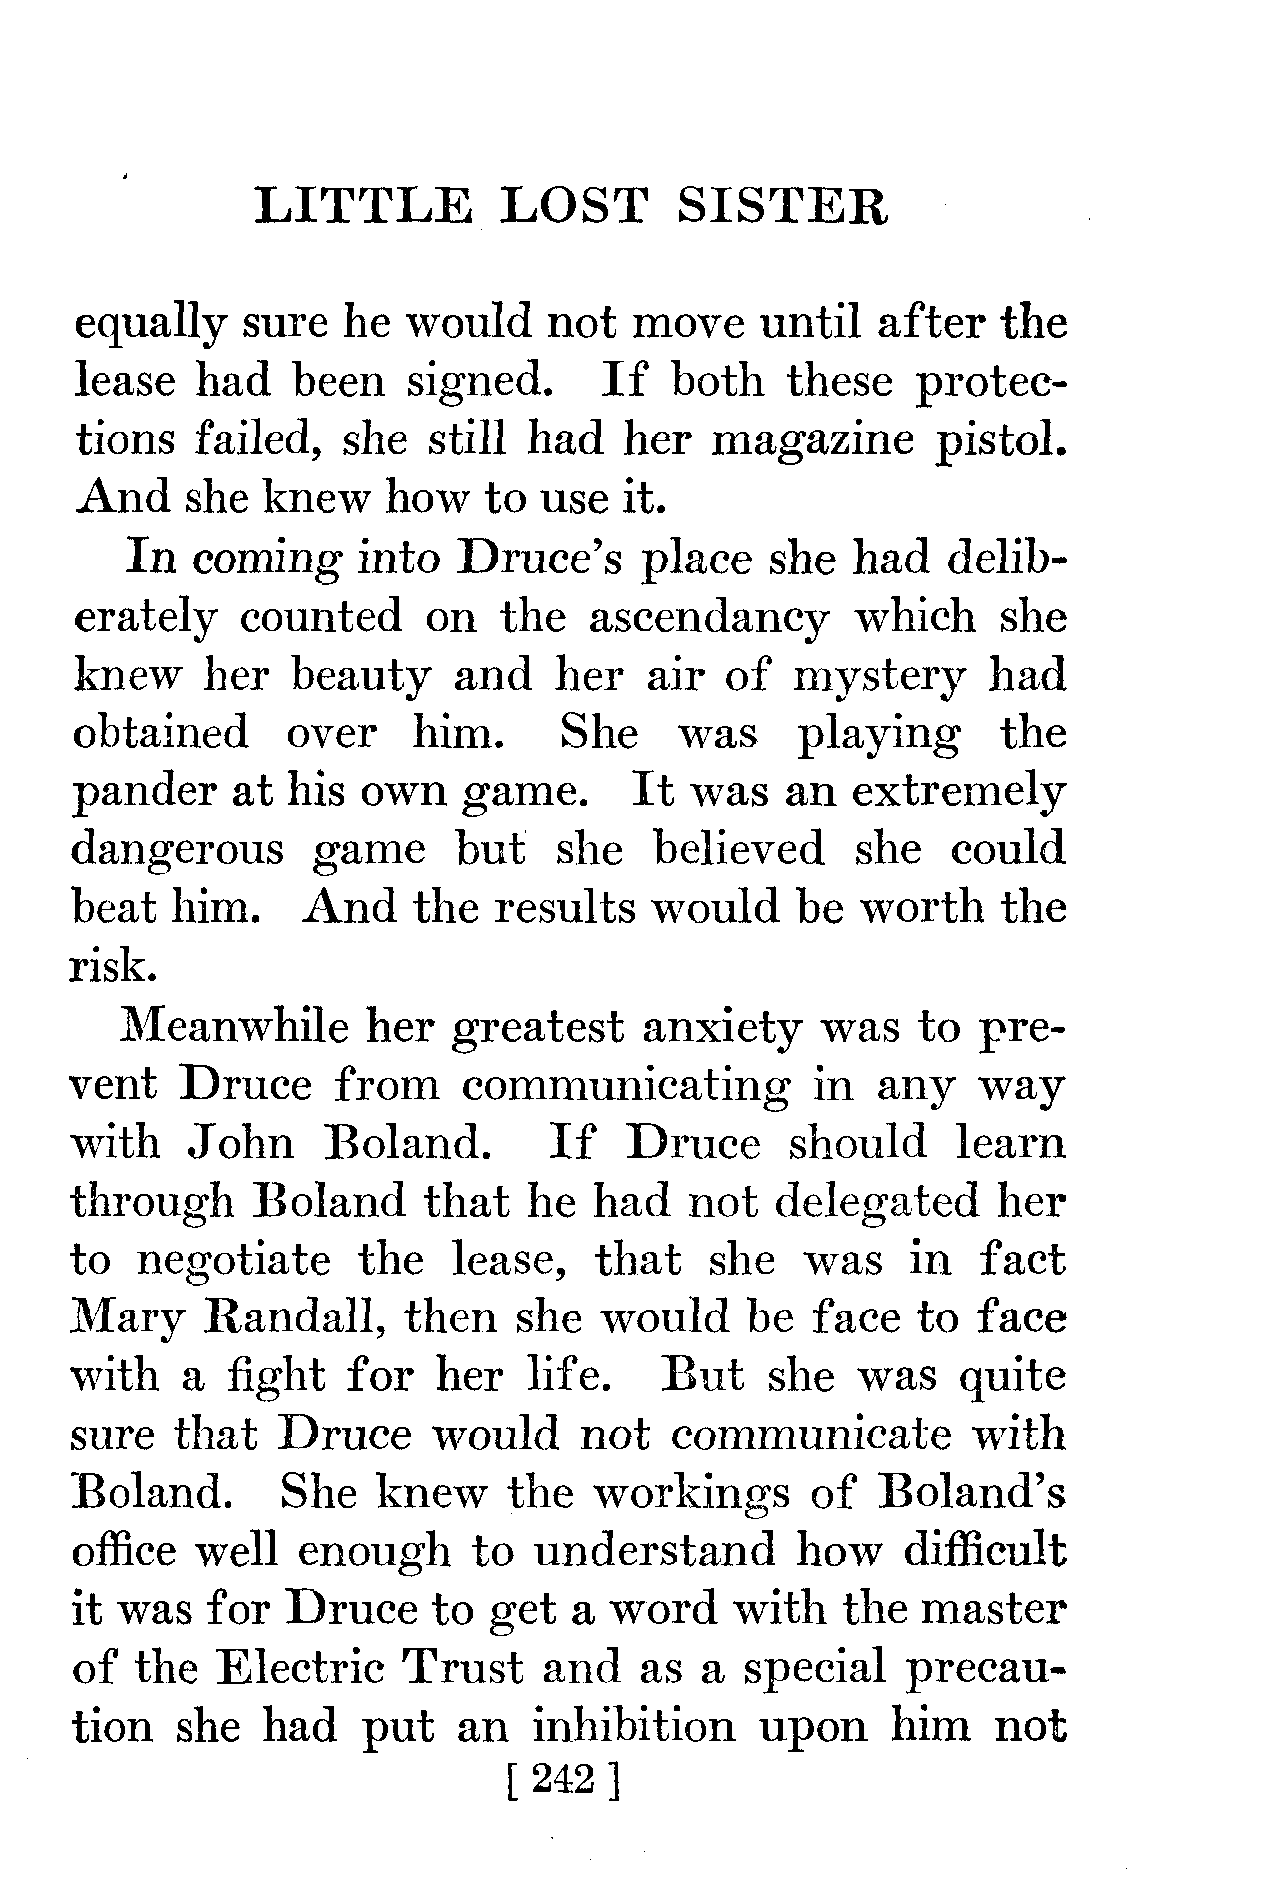 LITTLE LOST SISTER
equally sure he would not move until after the
lease had been signed. If both these protec-
tions failed, she still had her magazine pistol.
And she knew how to use it.
In coming into Druce's place she had delib-
erately counted on the ascendancy which she
knew her beauty and her air of mystery had
obtained over him. She was playing the
pander at his own game. It was an extremely
dangerous game but she believed she could
beat him. And the results would be worth the
risk.
Meanwhile her greatest anxiety was to pre-
vent Druce from communicating in any way
with John Boland. If Druce should learn
through Boland that he had not delegated her
to negotiate the lease, that she was in fact
Mary Randall, then she would be face to face
with a fight for her life. But she was quite
sure that Druce would not communicate with
Boland. She knew the workings of Boland's
office well enough to understand how difficult
it was for Druce to get a word with the master
of the Electric Trust and as a special precau-
tion she had put an inhibition upon him not
[ 242 ]